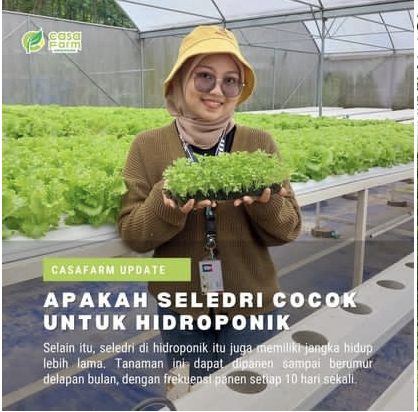 casa
Farm
CASAFARM UPDATE
APAKAH SELEDRI COCOK
UNTUK HIDROPONIK
Selain itu, seledri di hidroponik itu juga memiliki jangka hidup
lebih lama. Tanaman ini dapat dipanen sampai berumur
delapan bulan, dengan frekuensi panen setiap 10 hari sekali.